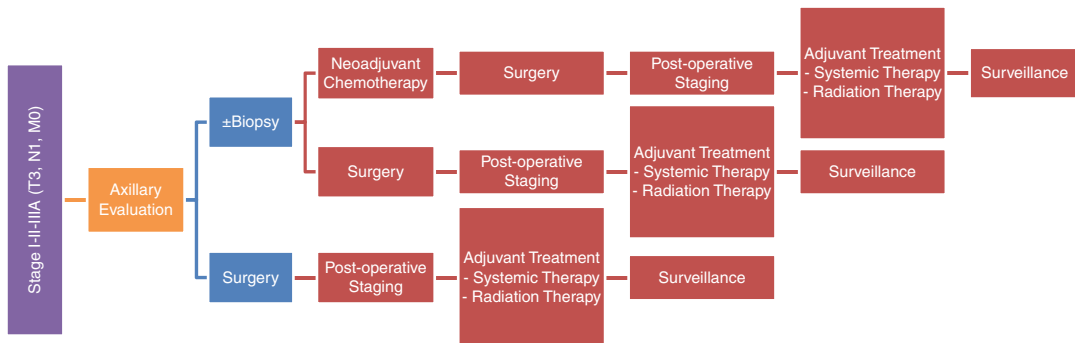 Stage I-II-IIIA (T3, N1, M0)
Axillary
Evaluation
±Biopsy
Neoadjuvant
Chemotherapy
Surgery
Post-operative
Staging
Adjuvant Treatment
- Systemic Therapy
- Radiation Therapy
Surveillance
Surgery
Post-operative
Staging
Adjuvant Treatment
- Systemic Therapy
- Radiation Therapy
Surveillance
Surgery
Post-operative
Staging
Adjuvant Treatment
- Systemic Therapy
- Radiation Therapy
Surveillance